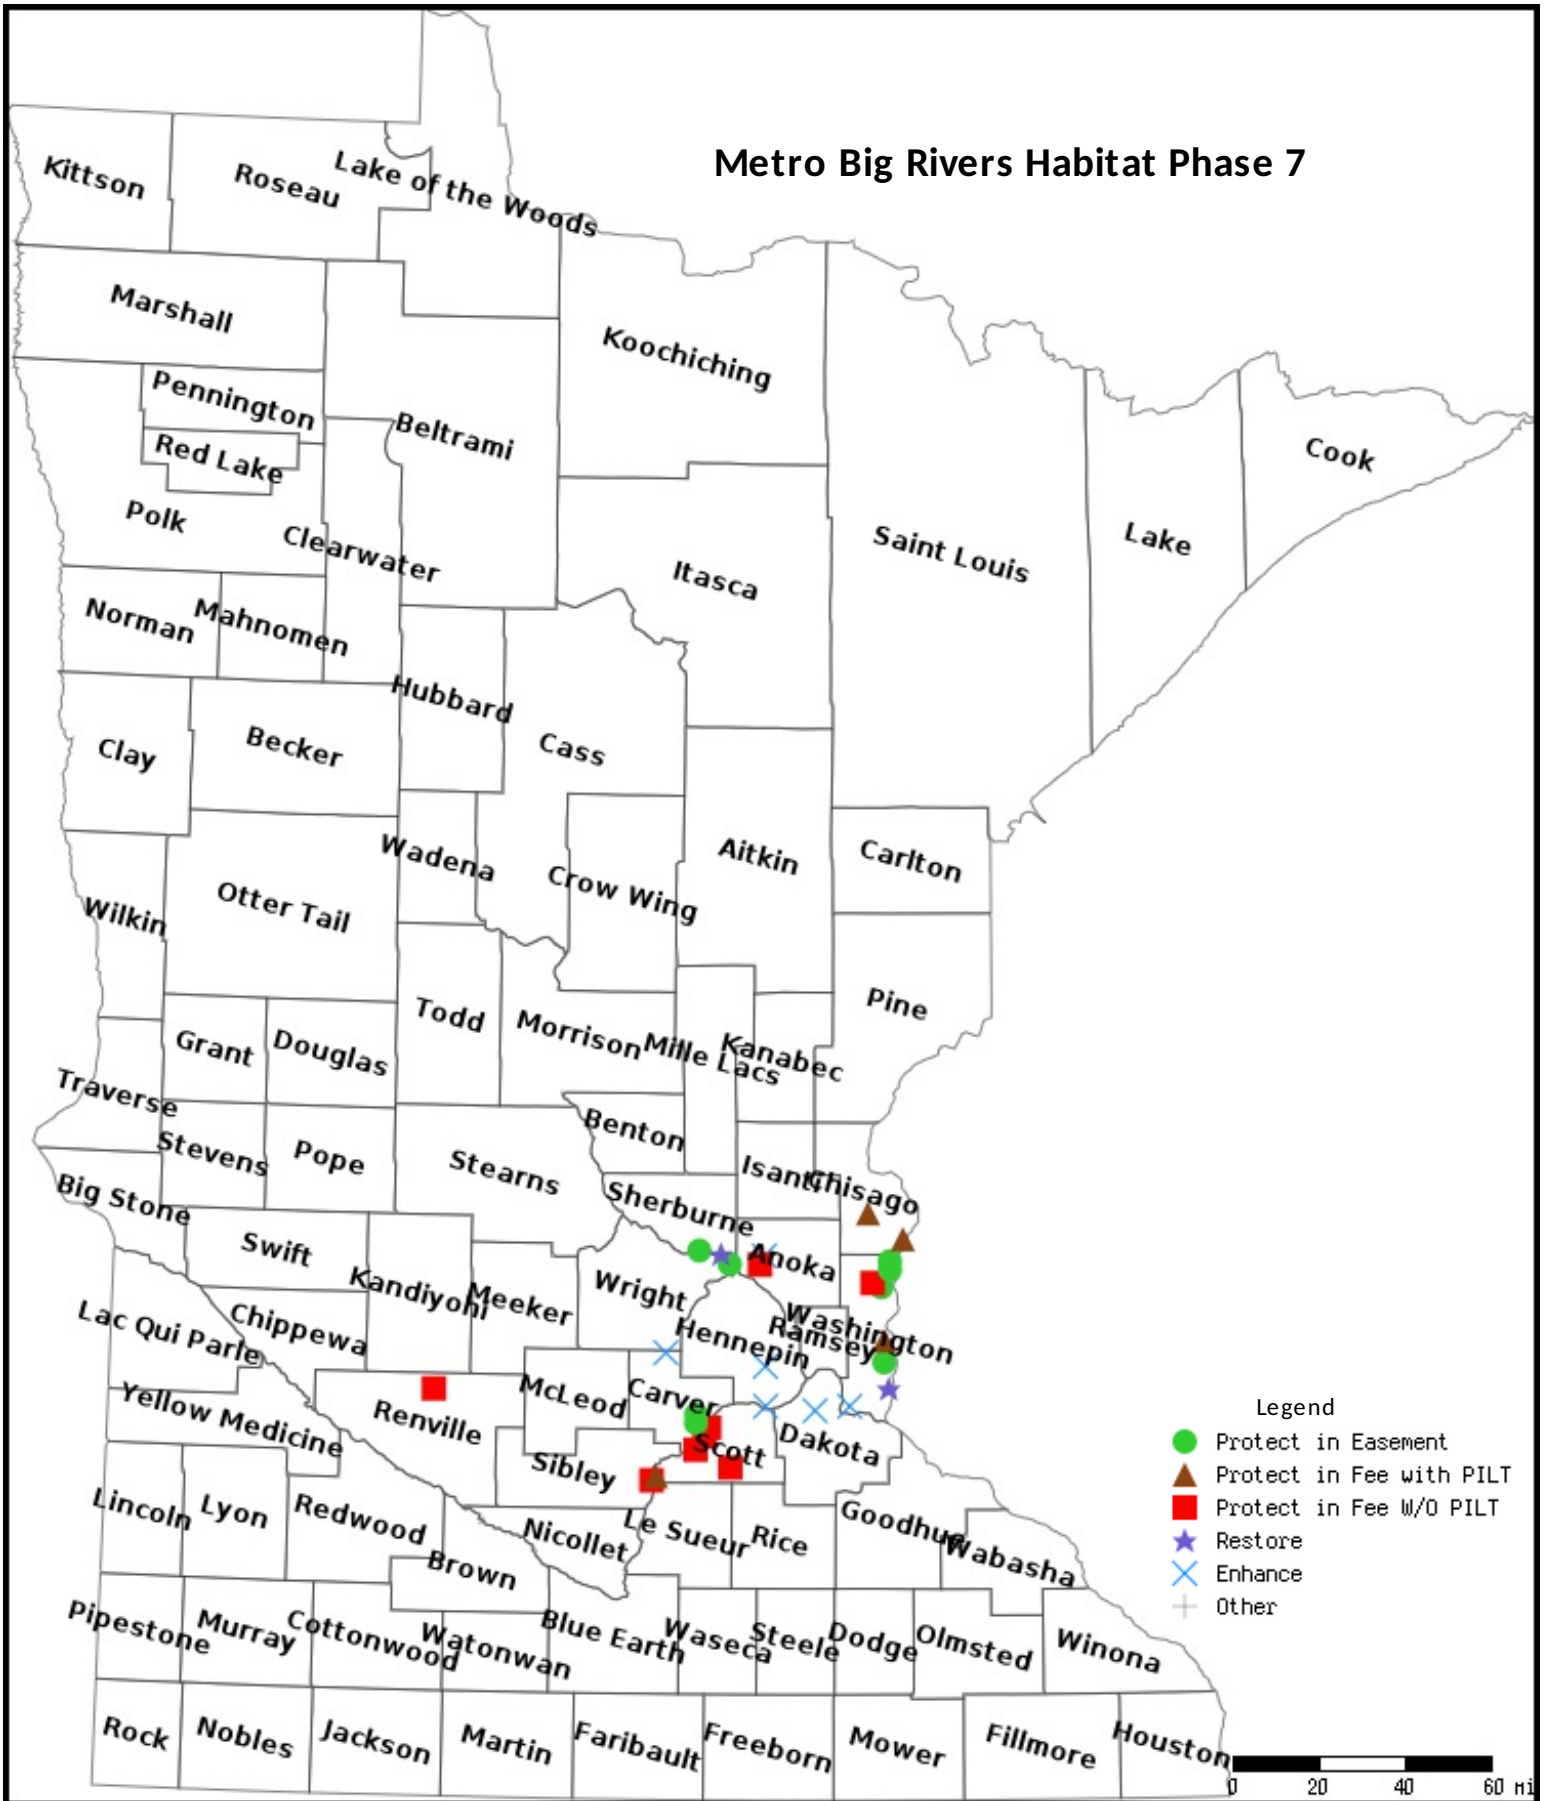 Metro Big Rivers Habitat Phase 7
Kittson
Roseau
Lake of the Woods
Marshall
Koochiching
Pennington
Beltrami
Red Lake
Cook
Polk
Clearwater
Saint Louis
Lake
Itasca
Norman
Mahnomen
Hubbard
Clay
Becker
Cass
Wadena
Aitkin
Carlton
Otter Tail
Crow Wing
Wilkin
Pine
Todd
Morrison
Grant
Douglas
Mille Lacs
Kanabec
Traverse
Benton
Stevens
Pope
Stearns
Isanti
Chisago
Big Stone
Sherburne
Swift
Anoka
Kandiyohi
Meeker
Wright
Lac Qui Parle
Chippewa
Washington
Hennepin
Ramsey
Yellow Medicine
Renville
McLeod
Carver
Scott
Dakota
Sibley
Lincoln
Lyon
Redwood
Nicollet
Le Sueur
Rice
Goodhue
Wabasha
Brown
Pipestone
Murray
Cottonwood
Watonwan
Blue Earth
Waseca
Steele
Dodge
Olmsted
Winona
Rock
Nobles
Jackson
Martin
Faribault
Freeborn
Mower
Fillmore
Houston
Legend
Protect in Easement
Protect in Fee with PILT
Protect in Fee W/O PILT
Restore
Enhance
Other
0 20 40 60 mi